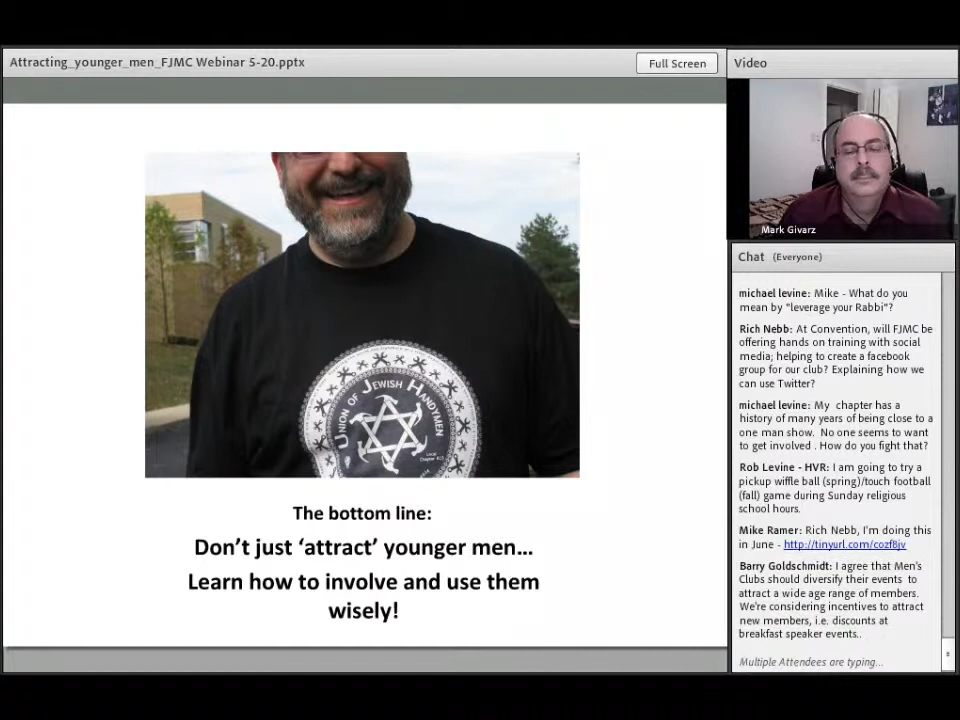 Attracting_younger_men_FJMC Webinar 5-20.pptx
Full Screen
UNION OF JEWISH HANDYMEN
The bottom line:
Don't just 'attract' younger men...
Learn how to involve and use them
wisely!
Video
Mark Givarz
Chat (Everyone)
michael levine: Mike - What do you
mean by "leverage your Rabbi"?
Rich Nebb: At Convention, will FJMC be
offering hands on training with social
media; helping to create a facebook
group for our club? Explaining how we
can use Twitter?
michael levine: My chapter has a
history of many years of being close to a
one man show. No one seems to want
to get involved . How do you fight that?
Rob Levine - HVR: I am going to try a
pickup wiffle ball (spring)/touch football
(fall) game during Sunday religious
school hours.
Mike Ramer: Rich Nebb, I'm doing this
in June - http://tinyurl.com/cozf8jv
Barry Goldschmidt: I agree that Men's
Clubs should diversify their events to
attract a wide age range of members.
We're considering incentives to attract
new members, i.e. discounts at
breakfast speaker events..
Multiple Attendees are typing...